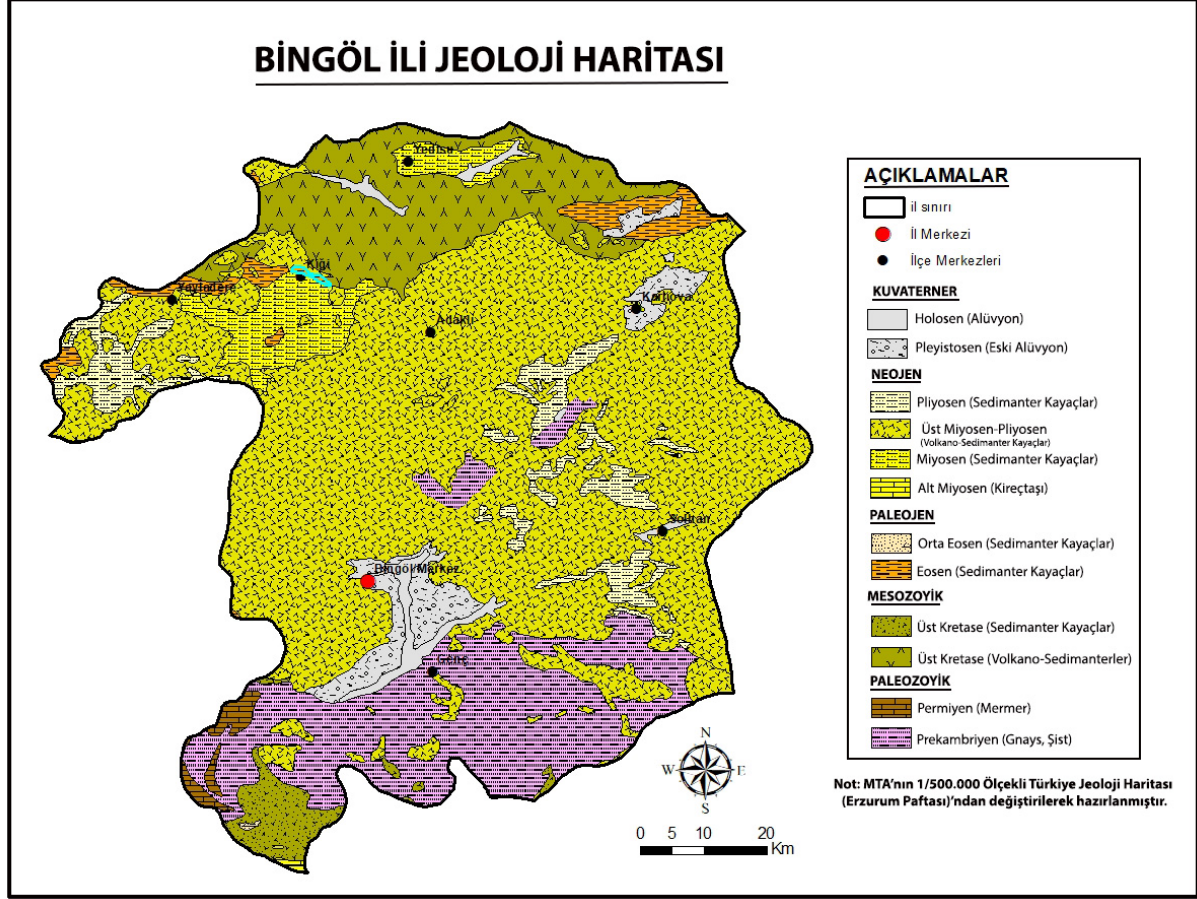 BİNGÖL İLİ JEOLOJİ HARİTASI
Yedisu
Kiğı
Yayladere
Karlıova
Adaklı
Solhan
Bingöl/Merkez
Genç
N
W
E
S
0 5 10 20
Km
AÇIKLAMALAR
il sınırı
İl Merkezi
İlçe Merkezleri
KUVATERNER
Holosen (Alüvyon)
Pleyistosen (Eski Alüvyon)
NEOJEN
Pliyosen (Sedimanter Kayaçlar)
Üst Miyosen-Pliyosen
(Volkano-Sedimanter Kayaçlar)
Miyosen (Sedimanter Kayaçlar)
Alt Miyosen (Kireçtaşı)
PALEOJEN
Orta Eosen (Sedimanter Kayaçlar)
Eosen (Sedimanter Kayaçlar)
MESOZOYİK
Üst Kretase (Sedimanter Kayaçlar)
Üst Kretase (Volkano-Sedimanterler)
PALEOZOYİK
Permiyen (Mermer)
Prekambriyen (Gnays, Şist)
Not: MTA'nın 1/500.000 Ölçekli Türkiye Jeoloji Haritası
(Erzurum Paftası)'ndan değiştirilerek hazırlanmıştır.